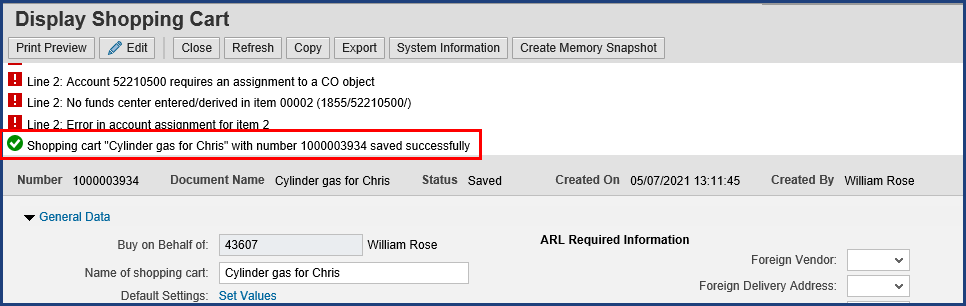 Display Shopping Cart
Print Preview Edit Close Refresh Copy Export System Information Create Memory Snapshot
Line 2: Account 52210500 requires an assignment to a CO object
Line 2: No funds center entered/derived in item 00002 (1855/52210500/)
Line 2: Error in account assignment for item 2
Shopping cart "Cylinder gas for Chris" with number 1000003934 saved successfully
Number 1000003934 Document Name Cylinder gas for Chris Status Saved Created On 05/07/2021 13:11:45 Created By William Rose
General Data
Buy on Behalf of: 43607 William Rose ARL Required Information
Name of shopping cart: Cylinder gas for Chris Foreign Vendor:
Default Settings: Set Values Foreign Delivery Address: